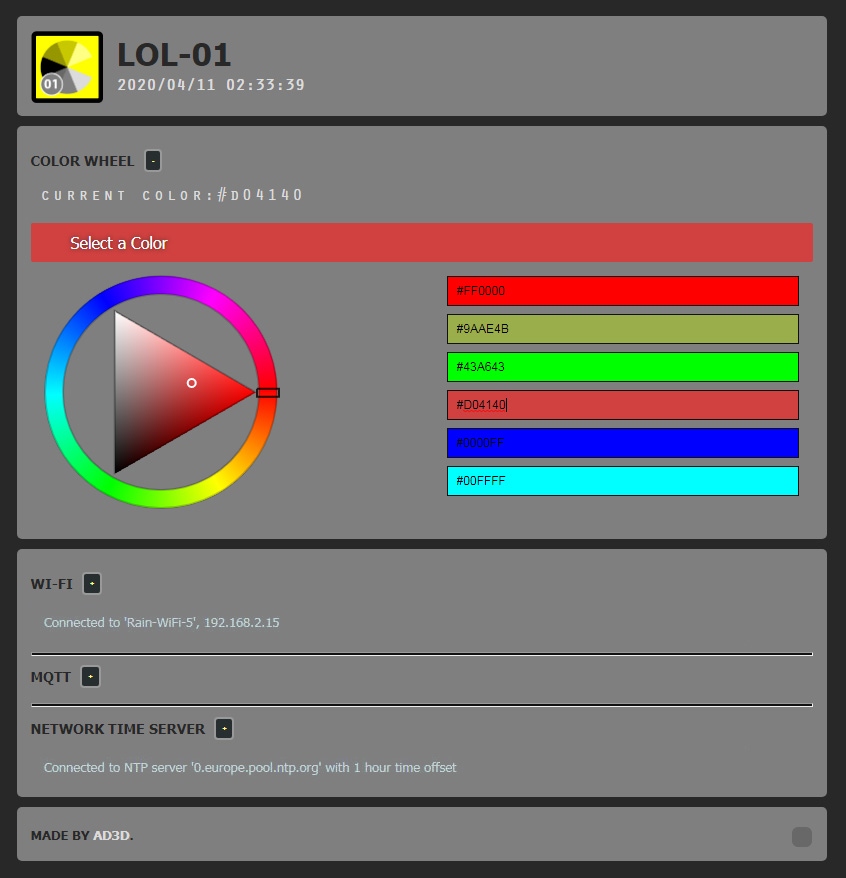 LOL-01
01
2020/04/11 02:33:39
COLOR WHEEL -
CURRENT COLOR:#D04140
Select a Color
#FF0000
#9AAE4B
#43A643
#D04140
#0000FF
#00FFFF
WI-FI +
Connected to 'Rain-WiFi-5', 192.168.2.15
MQTT +
NETWORK TIME SERVER +
Connected to NTP server '0.europe.pool.ntp.org' with 1 hour time offset
MADE BY AD3D.